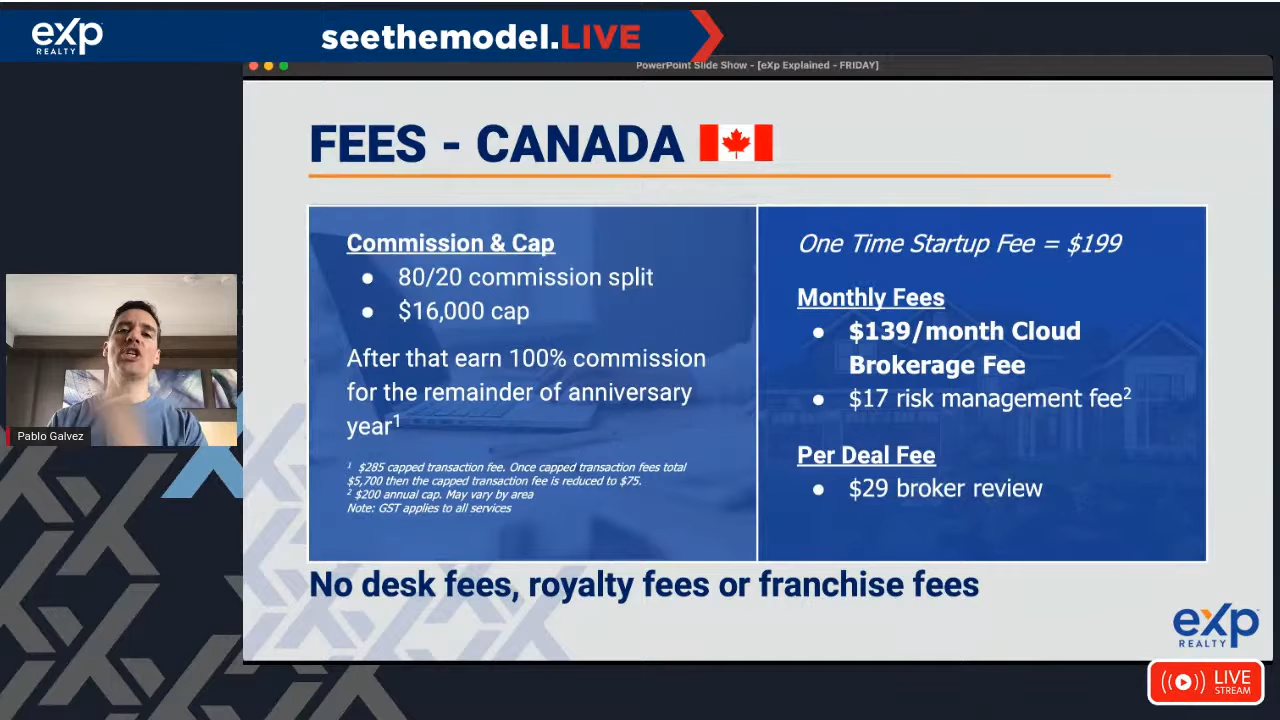 eXp
REALTY
seethemodel.LIVE
PowerPoint Slide Show - [eXp Explained - FRIDAY]
FEES - CANADA
Commission & Cap
● 80/20 commission split
● $16,000 cap
After that earn 100% commission
for the remainder of anniversary
year¹
¹ $285 capped transaction fee. Once capped transaction fees total
$5,700 then the capped transaction fee is reduced to $75.
² $200 annual cap. May vary by area
Note: GST applies to all services
One Time Startup Fee = $199
Monthly Fees
● $139/month Cloud
Brokerage Fee
● $17 risk management fee²
Per Deal Fee
● $29 broker review
No desk fees, royalty fees or franchise fees
Pablo Galvez
eXp
REALTY
LIVE
STREAM